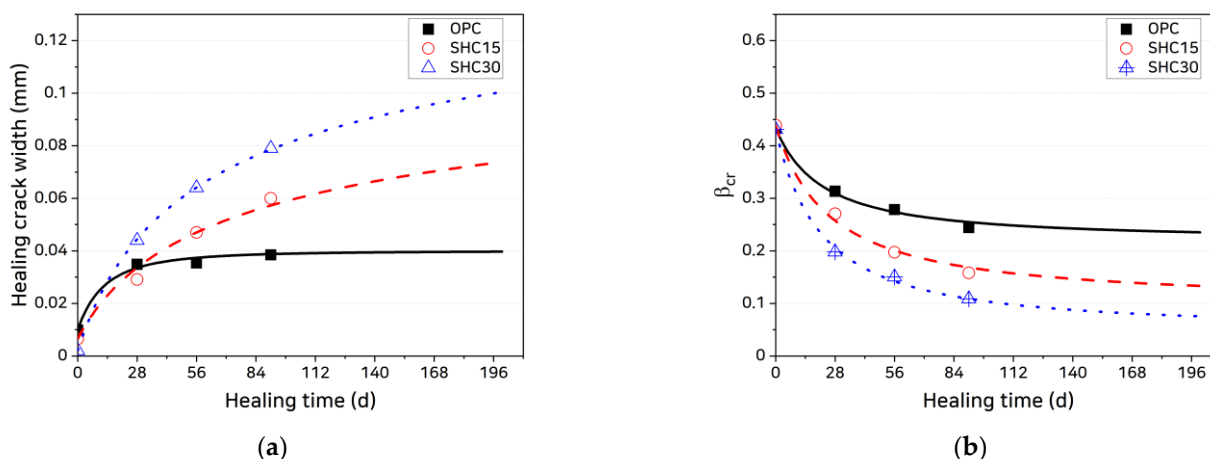 OPC
SHC15
SHC30
Healing crack width (mm)
0.12
0.1
0.08
0.06
0.04
0.02
0
0 28 56 84 112 140 168 196
Healing time (d)
(a)
OPC
SHC15
SHC30
βcr
0.6
0.5
0.4
0.3
0.2
0.1
0
0 28 56 84 112 140 168 196
Healing time (d)
(b)